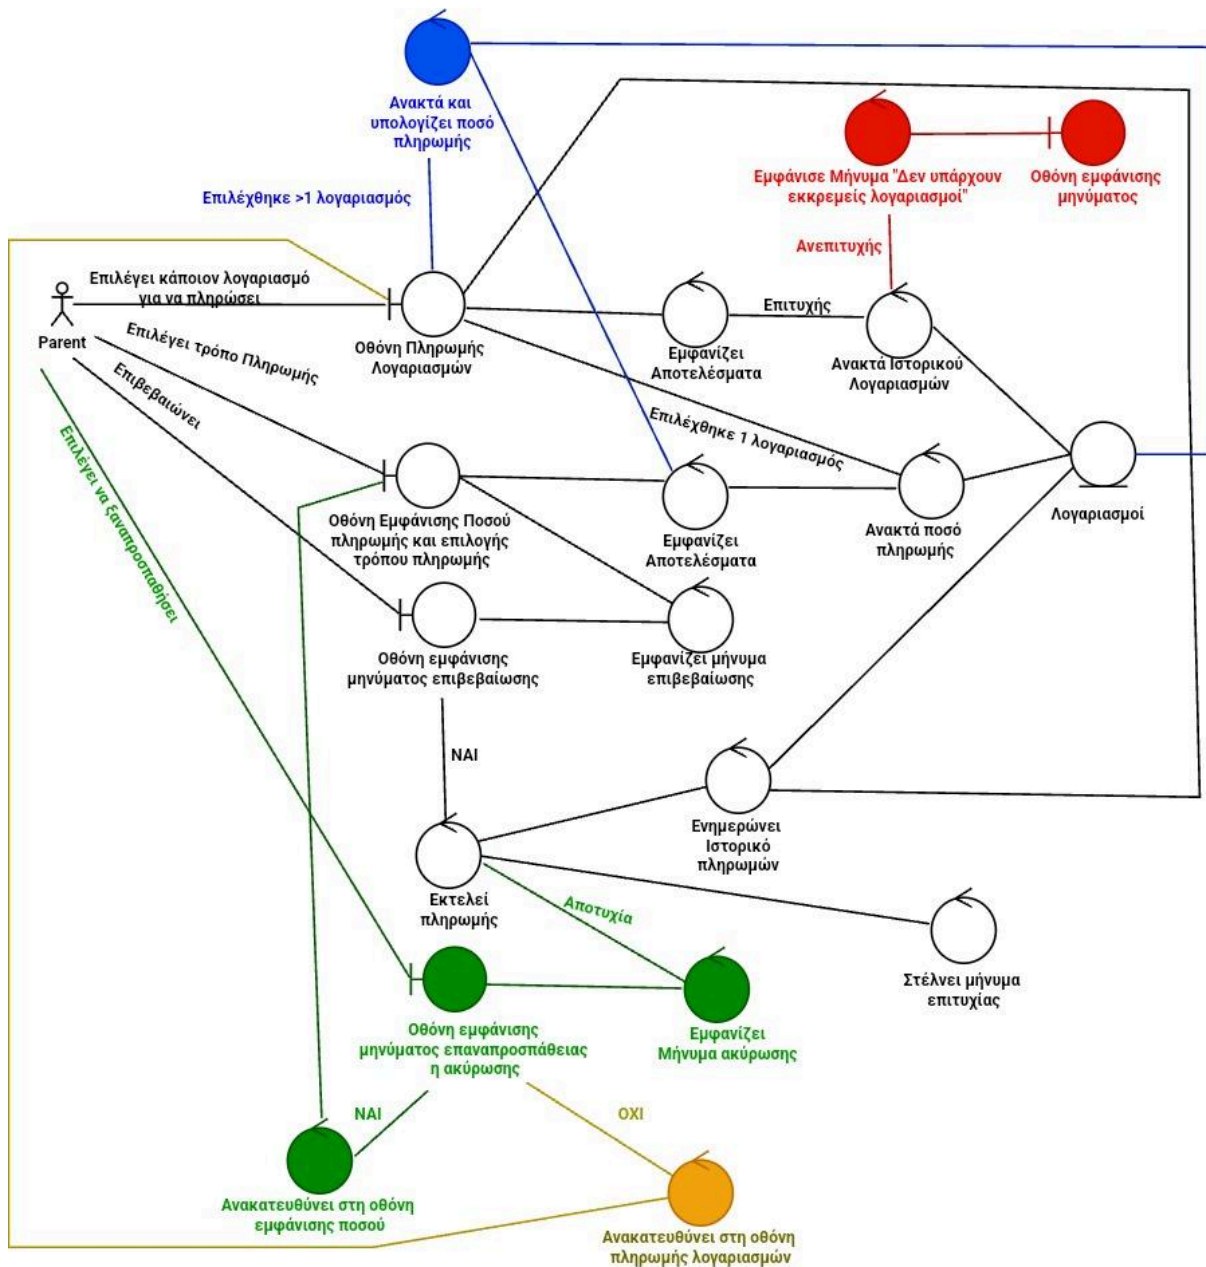 Ανακτά και
υπολογίζει ποσό
πληρωμής
Εμφάνισε Μήνυμα "Δεν υπάρχουν
εκκρεμείς λογαριασμοί"
Οθόνη εμφάνισης
μηνύματος
Επιλέχθηκε >1 λογαριασμός
Ανεπιτυχής
Επιλέγει κάποιον λογαριασμό
για να πληρώσει
Επιτυχής
Parent
Επιλέγει τρόπο Πληρωμής
Οθόνη Πληρωμής
Λογαριασμών
Εμφανίζει
Αποτελέσματα
Ανακτά Ιστορικού
Λογαριασμών
Επιβεβαιώνει
Επιλέχθηκε 1 λογαριασμός
Επιλέγει να ξαναπροσπαθήσει
Οθόνη Εμφάνισης Ποσού
πληρωμής και επιλογής
τρόπου πληρωμής
Εμφανίζει
Αποτελέσματα
Ανακτά ποσό
πληρωμής
Λογαριασμοί
Οθόνη εμφάνισης
μηνύματος επιβεβαίωσης
Εμφανίζει μήνυμα
επιβεβαίωσης
ΝΑΙ
Ενημερώνει
Ιστορικό
πληρωμών
Εκτελεί
πληρωμής
Αποτυχία
Στέλνει μήνυμα
επιτυχίας
Οθόνη εμφάνισης
μηνύματος επαναπροσπάθειας
η ακύρωσης
Εμφανίζει
Μήνυμα ακύρωσης
ΝΑΙ
ΟΧΙ
Ανακατευθύνει στη οθόνη
εμφάνισης ποσού
Ανακατευθύνει στη οθόνη
πληρωμής λογαριασμών